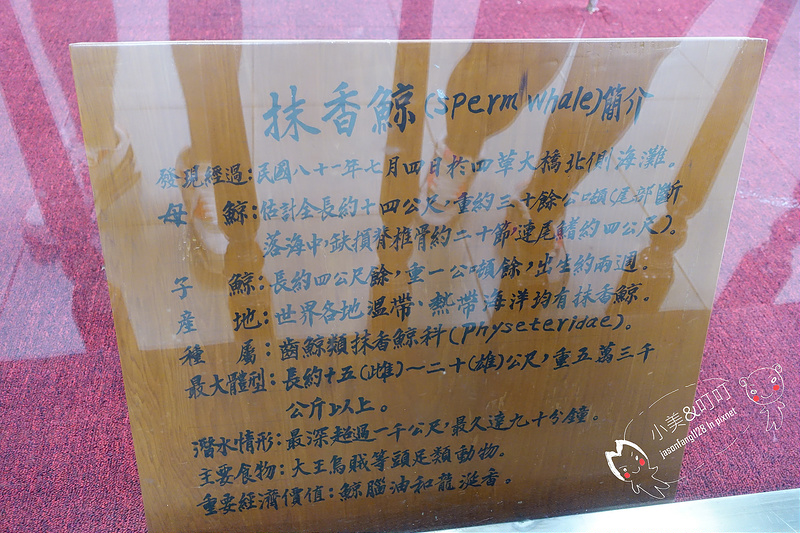 抹香鯨(sperm whale)簡介
發現經過:民國八十一年七月四日於四草大橋北側海灘。
母鯨:估計全長約十四公尺,重約三十餘公噸(尾部斷
落海中,缺損脊椎骨約二十節,連尾鰭約四公尺)。
子鯨:長約四公尺餘,重一公噸餘,出生約兩週。
產地:世界各地溫帶、熱帶海洋均有抹香鯨。
種屬:齒鯨類抹香鯨科(Physeteridae)。
最大體型:長約十五(雌)~二十(雄)公尺,重五萬三千
公斤以上。
潛水情形:最深超過一千公尺,最久達九十分鐘。
主要食物:大王烏賊等頭足類動物。
重要經濟價值:鯨腦油和龍涎香。
小美&叮叮
jasonfang1128 in pixnet